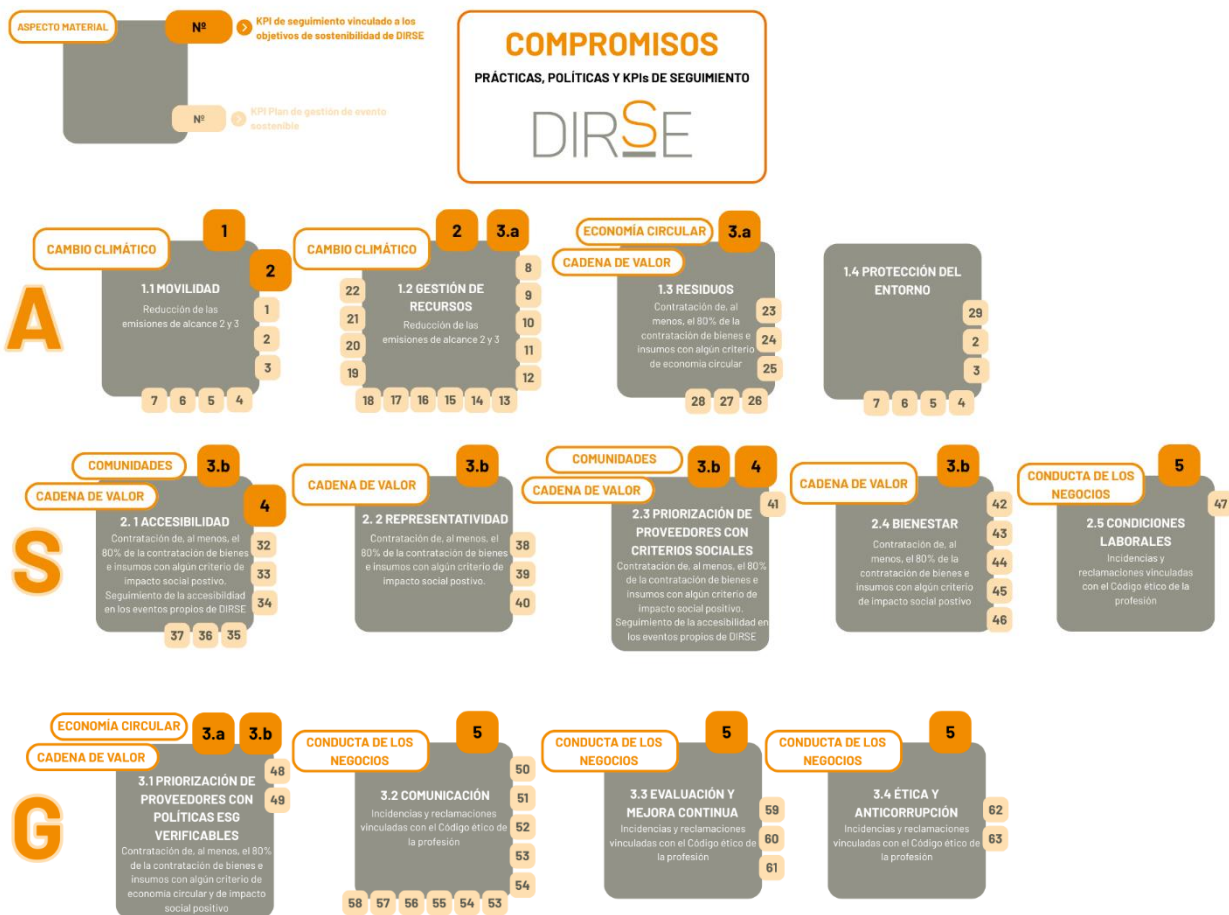 ASPECTO MATERIAL
Nº
KPI de seguimiento vinculado a los
objetivos de sostenibilidad de DIRSE
Nº
KPI Plan de gestión de evento
sostenible
COMPROMISOS
PRÁCTICAS, POLÍTICAS Y KPIs DE SEGUIMIENTO
DIRSE
A
CAMBIO CLIMÁTICO
1
2
1.1 MOVILIDAD
Reducción de las
emisiones de alcance 2 y 3
1
2
3
7 6 5 4
CAMBIO CLIMÁTICO
2 3.a
1.2 GESTIÓN DE
RECURSOS
Reducción de las
emisiones de alcance 2 y 3
22
21
20
19
8
9
10
11
12
18 17 16 15 14 13
ECONOMÍA CIRCULAR
CADENA DE VALOR
3.a
1.3 RESIDUOS
Contratación de, al
menos, el 80% de la
contratación de bienes e
insumos con algún criterio
de economía circular
23
24
25
28 27 26
1.4 PROTECCIÓN DEL
ENTORNO
29
2
3
7 6 5 4
S
COMUNIDADES
CADENA DE VALOR
3.b
4
2. 1 ACCESIBILIDAD
Contratación de, al menos, el
80% de la contratación de bienes
e insumos con algún criterio de
impacto social postivo.
Seguimiento de la accesibildiad
en los eventos propios de DIRSE
32
33
34
37 36 35
CADENA DE VALOR
3.b
2. 2 REPRESENTATIVIDAD
Contratación de, al menos, el
80% de la contratación de bienes
e insumos con algún criterio de
impacto social positivo.
38
39
40
COMUNIDADES
CADENA DE VALOR
3.b 4
2.3 PRIORIZACIÓN DE
PROVEEDORES CON
CRITERIOS SOCIALES
Contratación de, al menos, el 80%
de la contratación de bienes e
insumos con algún criterio de
impacto social positivo.
Seguimiento de la accesibilidad en
los eventos propios de DIRSE
41
CADENA DE VALOR
3.b
2.4 BIENESTAR
Contratación de, al
menos, el 80% de la
contratación de bienes e
insumos con algún criterio
de impacto social postivo
42
43
44
45
46
CONDUCTA DE LOS
NEGOCIOS
5
2.5 CONDICIONES
LABORALES
Incidencias y
reclamaciones vinculadas
con el Código ético de la
profesión
47
G
ECONOMÍA CIRCULAR
CADENA DE VALOR
3.a 3.b
3.1 PRIORIZACIÓN DE
PROVEEDORES CON
POLÍTICAS ESG
VERIFICABLES
Contratación de, al menos, el 80%
de la contratación de bienes e
insumos con algún criterio de
economía circular y de impacto
social positivo
48
49
CONDUCTA DE LOS
NEGOCIOS
5
3.2 COMUNICACIÓN
Incidencias y reclamaciones
vinculadas con el Código ético de
la profesión
50
51
52
53
54
58 57 56 55 54 53
CONDUCTA DE LOS
NEGOCIOS
5
3.3 EVALUACIÓN Y
MEJORA CONTINUA
Incidencias y reclamaciones
vinculadas con el Código ético de
la profesión
59
60
61
CONDUCTA DE LOS
NEGOCIOS
5
3.4 ÉTICA Y
ANTICORRUPCIÓN
Incidencias y reclamaciones
vinculadas con el Código ético de
la profesión
62
63